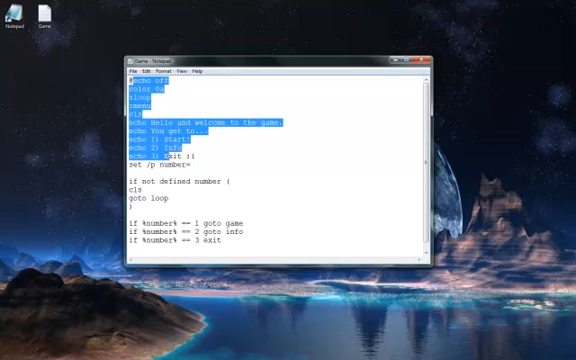 Notepad
Game
Game - Notepad
File Edit Format View Help
@echo off
color 0a
:loop
:menu
cls
echo Hello and welcome to the game.
echo You get to...
echo 1) Start!
echo 2) Info
echo 3) Exit :(
set /p number=
if not defined number (
cls
goto loop
)
if %number% == 1 goto game
if %number% == 2 goto info
if %number% == 3 exit